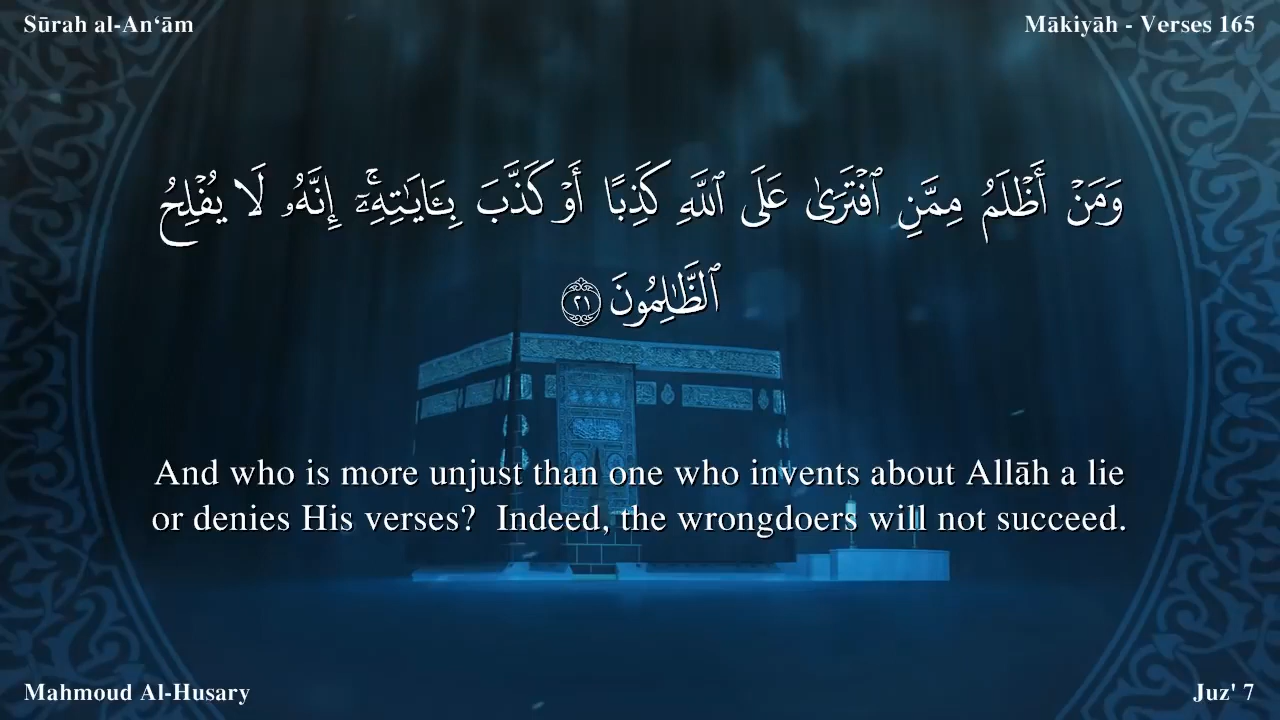 Sūrah al-An‘ām
Mākiyāh - Verses 165
وَمَنۡ أَظۡلَمُ مِمَّنِ ٱفۡتَرَىٰ عَلَى ٱللَّهِ كَذِبًا أَوۡ كَذَّبَ بِـَٔايَـٰتِهِۦۤۚ إِنَّهُۥ لَا يُفۡلِحُ
ٱلظَّـٰلِمُونَ ٢١
And who is more unjust than one who invents about Allāh a lie
or denies His verses?  Indeed, the wrongdoers will not succeed.
Mahmoud Al-Husary
Juz' 7